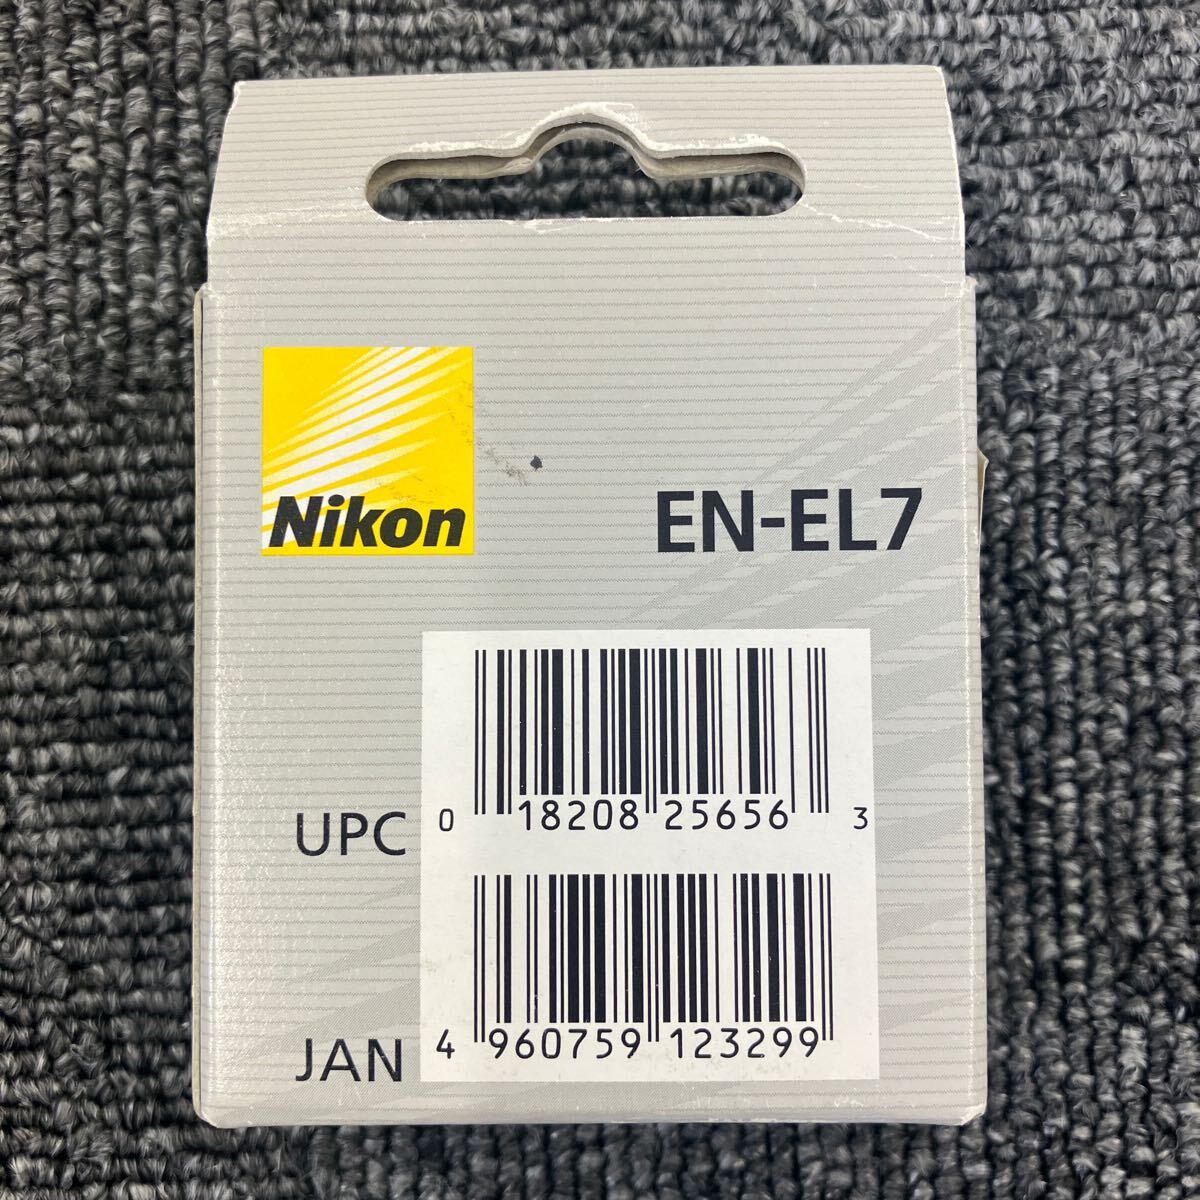 Nikon
EN-EL7
UPC 0 18208 25656 3
JAN 4 960759 123299